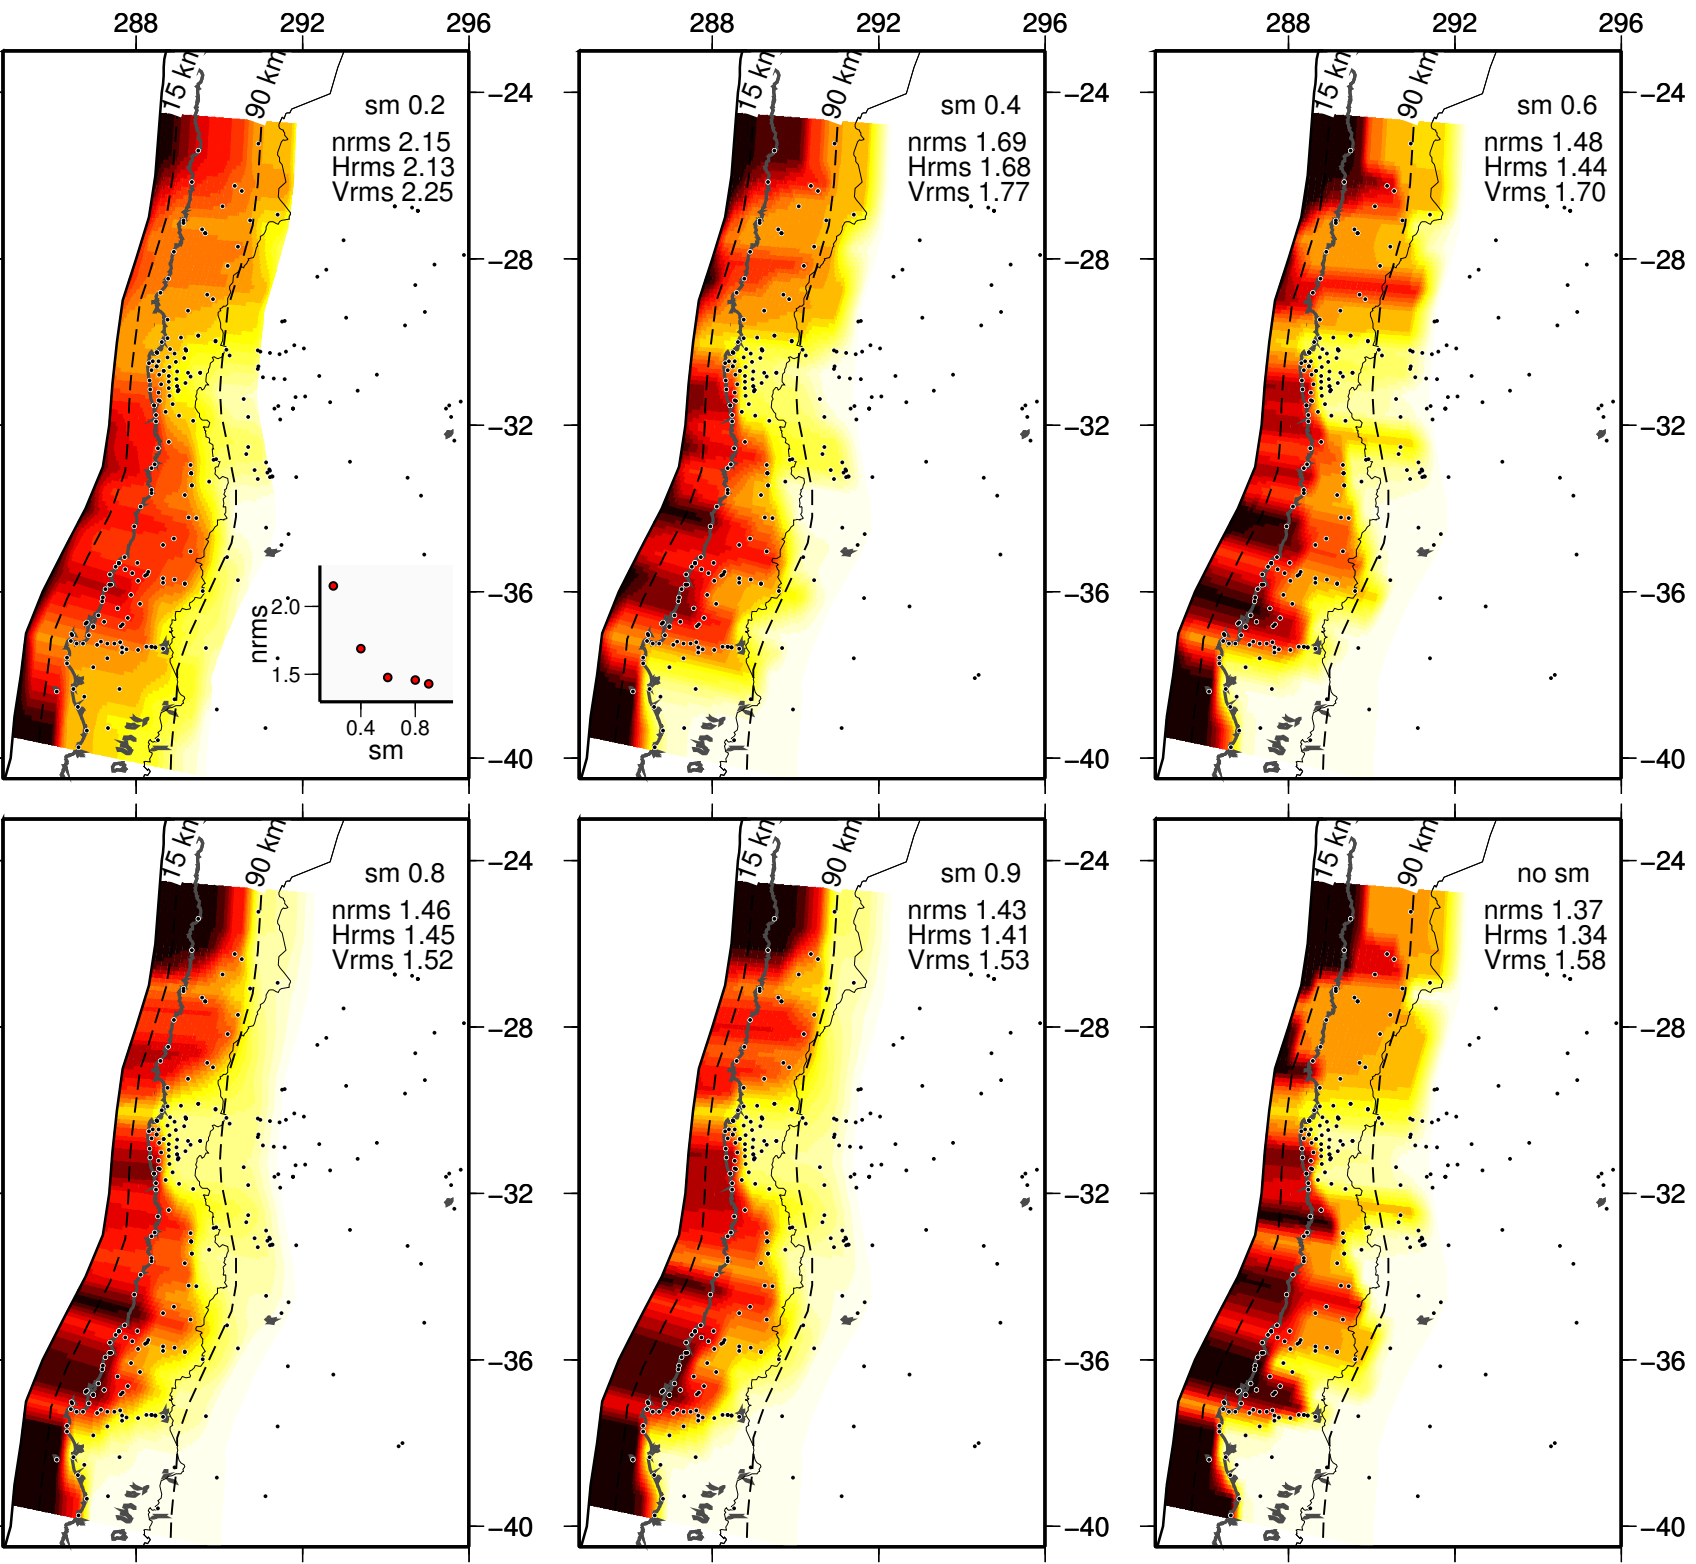 288 292 296
288 292 296
288 292 296
15 km 90 km
sm 0.2
nrms 2.15
Hrms 2.13
Vrms 2.25
−24
−28
−32
−36
−40
nrms
2.0
1.5
0.4 0.8
sm
15 km 90 km
sm 0.4
nrms 1.69
Hrms 1.68
Vrms 1.77
−24
−28
−32
−36
−40
15 km 90 km
sm 0.6
nrms 1.48
Hrms 1.44
Vrms 1.70
−24
−28
−32
−36
−40
15 km 90 km
sm 0.8
nrms 1.46
Hrms 1.45
Vrms 1.52
−24
−28
−32
−36
−40
15 km 90 km
sm 0.9
nrms 1.43
Hrms 1.41
Vrms 1.53
−24
−28
−32
−36
−40
15 km 90 km
no sm
nrms 1.37
Hrms 1.34
Vrms 1.58
−24
−28
−32
−36
−40